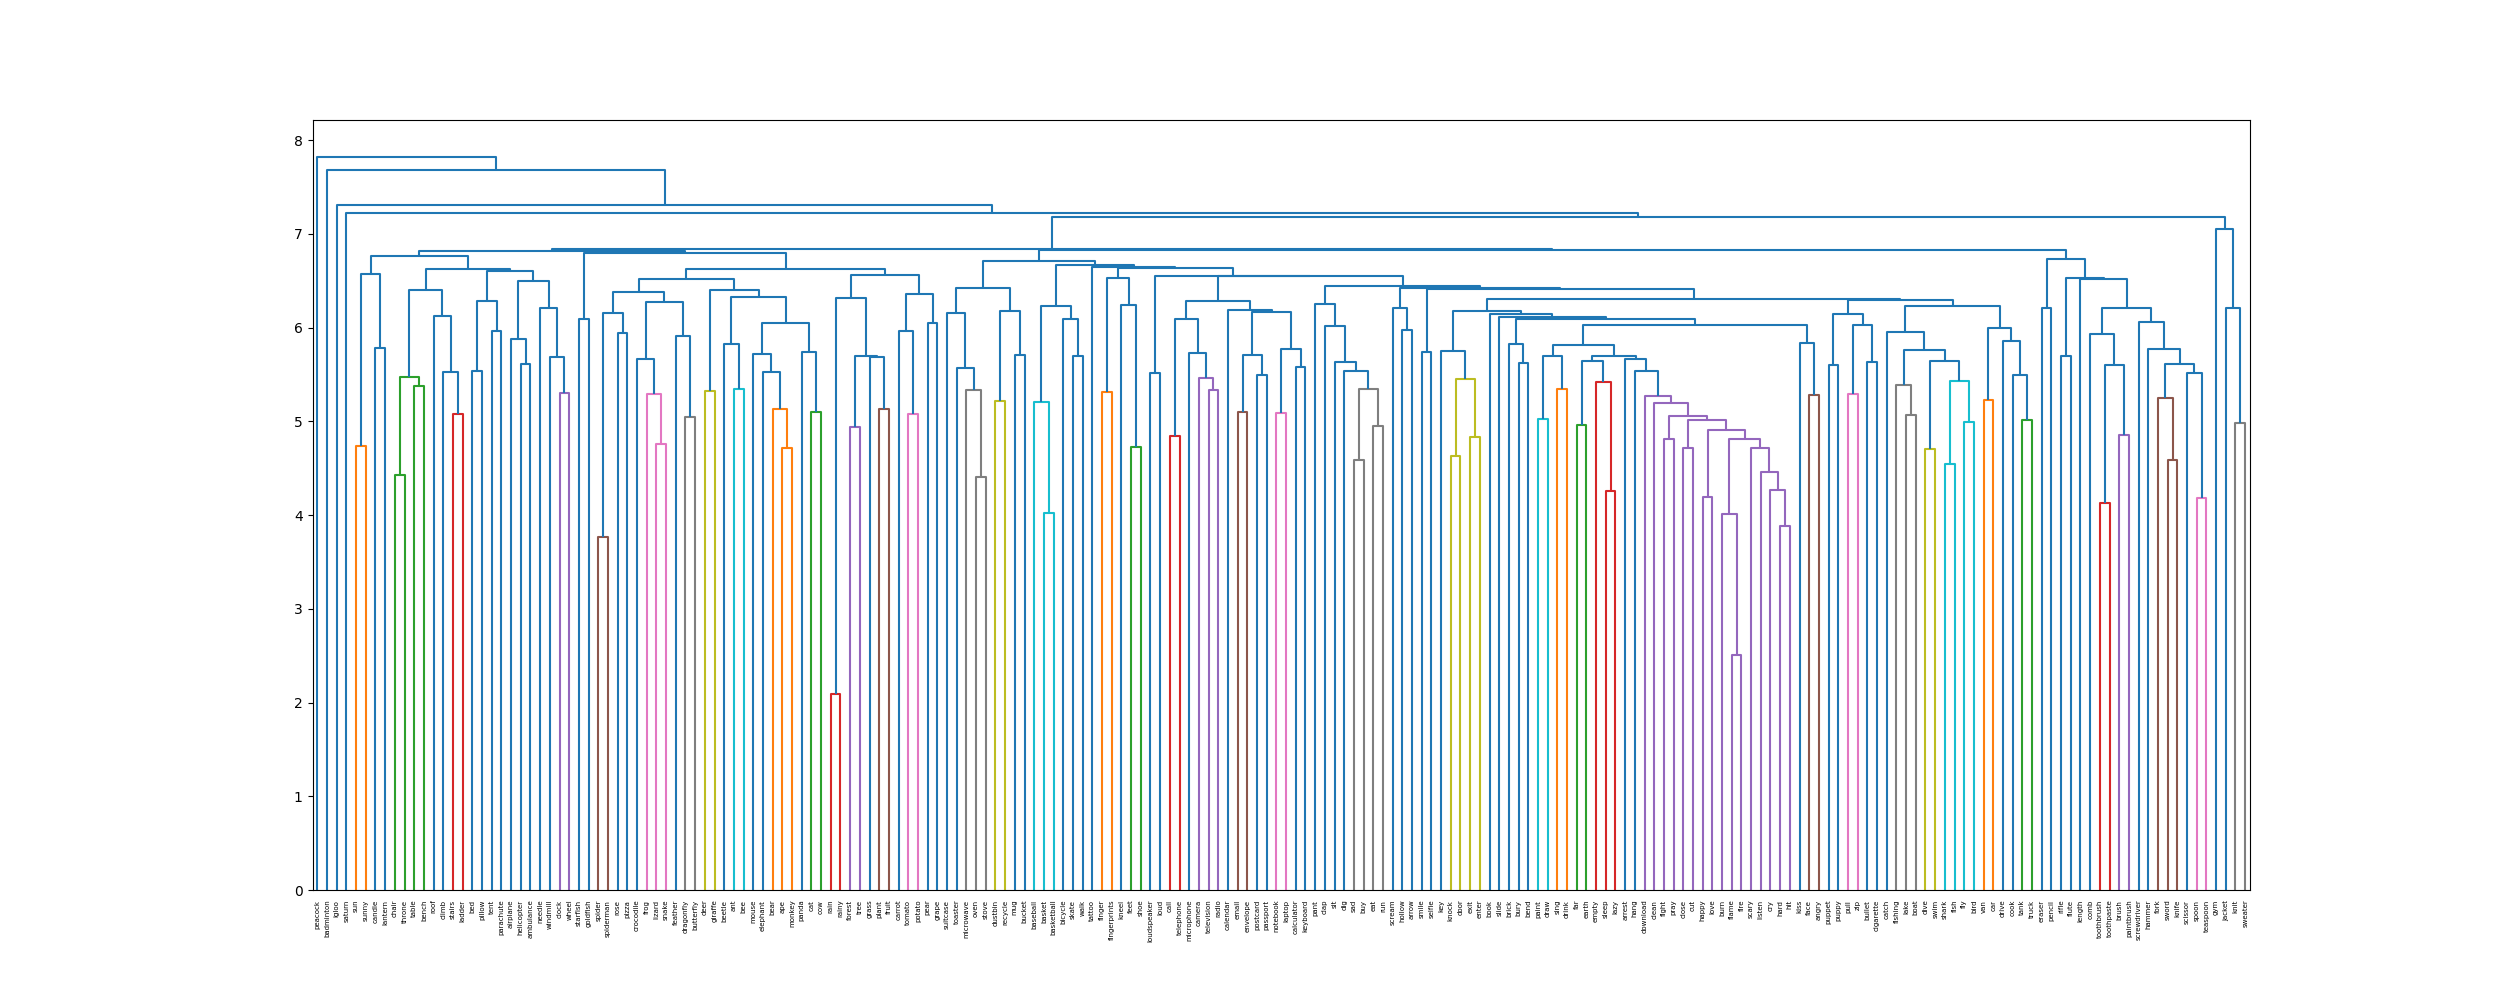 8
7
6
5
4
3
2
1
0
peacock
badminton
igloo
saturn
sun
sunny
candle
lantern
chair
throne
table
bench
roof
climb
stairs
ladder
bed
pillow
tent
parachute
airplane
helicopter
ambulance
needle
windmill
clock
wheel
starfish
goldfish
spider
spiderman
rose
pizza
crocodile
frog
lizard
snake
feather
dragonfly
butterfly
deer
giraffe
beetle
ant
bee
mouse
elephant
bear
ape
monkey
panda
cat
cow
rain
rainy
forest
tree
grass
plant
fruit
carrot
tomato
potato
pear
grape
suitcase
toaster
microwave
oven
stove
dustbin
recycle
mug
bucket
baseball
basket
basketball
bicycle
skate
walk
tattoo
finger
fingerprints
kneel
feet
shoe
loudspeaker
loud
call
telephone
microphone
camera
television
radio
calendar
email
envelope
postcard
passport
notebook
laptop
calculator
keyboard
pant
clap
sit
dig
sad
buy
eat
run
scream
hollow
arrow
smile
key
knock
door
exit
enter
book
hide
brick
bury
bend
paint
draw
sing
drink
far
earth
empty
sleep
lazy
arrest
hang
download
clean
fight
pray
close
cut
happy
love
burn
flame
fire
scary
listen
cry
hard
hit
kiss
face
angry
puppet
puppy
pull
zip
bullet
cigarette
catch
fishing
lake
boat
dive
swim
shark
fish
fly
bird
van
car
drive
cook
tank
truck
eraser
pencil
rifle
flute
length
comb
toothbrush
toothpaste
brush
paintbrush
screwdriver
hammer
fork
sword
knife
scissor
spoon
teaspoon
gym
jacket
knit
sweater